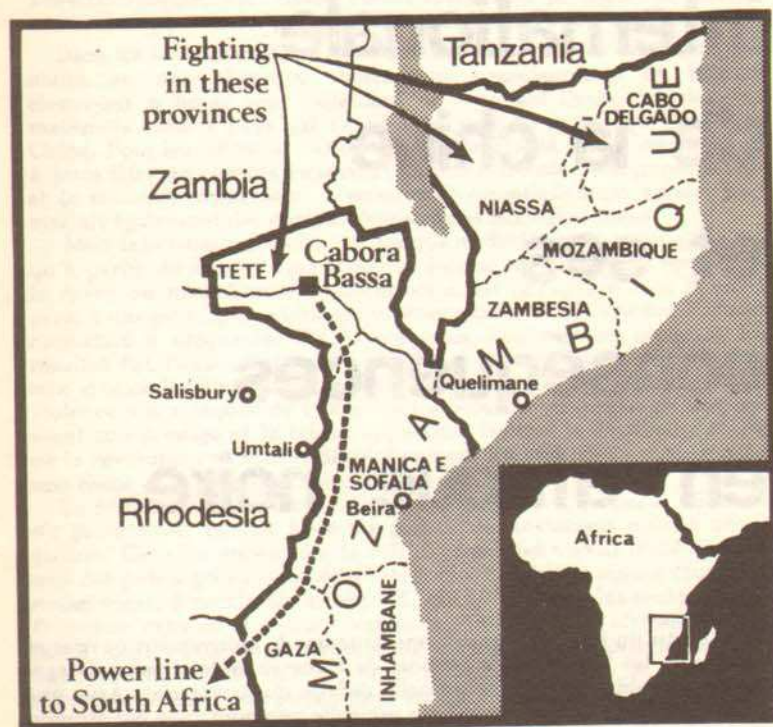 Fighting
in these
provinces
Tanzania
CABO
DELGADO
Zambia
NIASSA
MOZAMBIQUE
TETE
Cabora
Bassa
ZAMBESIA
Quelimane
Salisbury
Umtali
MANICA E
SOFALA
Beira
Rhodesia
GAZA
INHAMBANE
MOZAMBIQUE
Power line
to South Africa
Africa